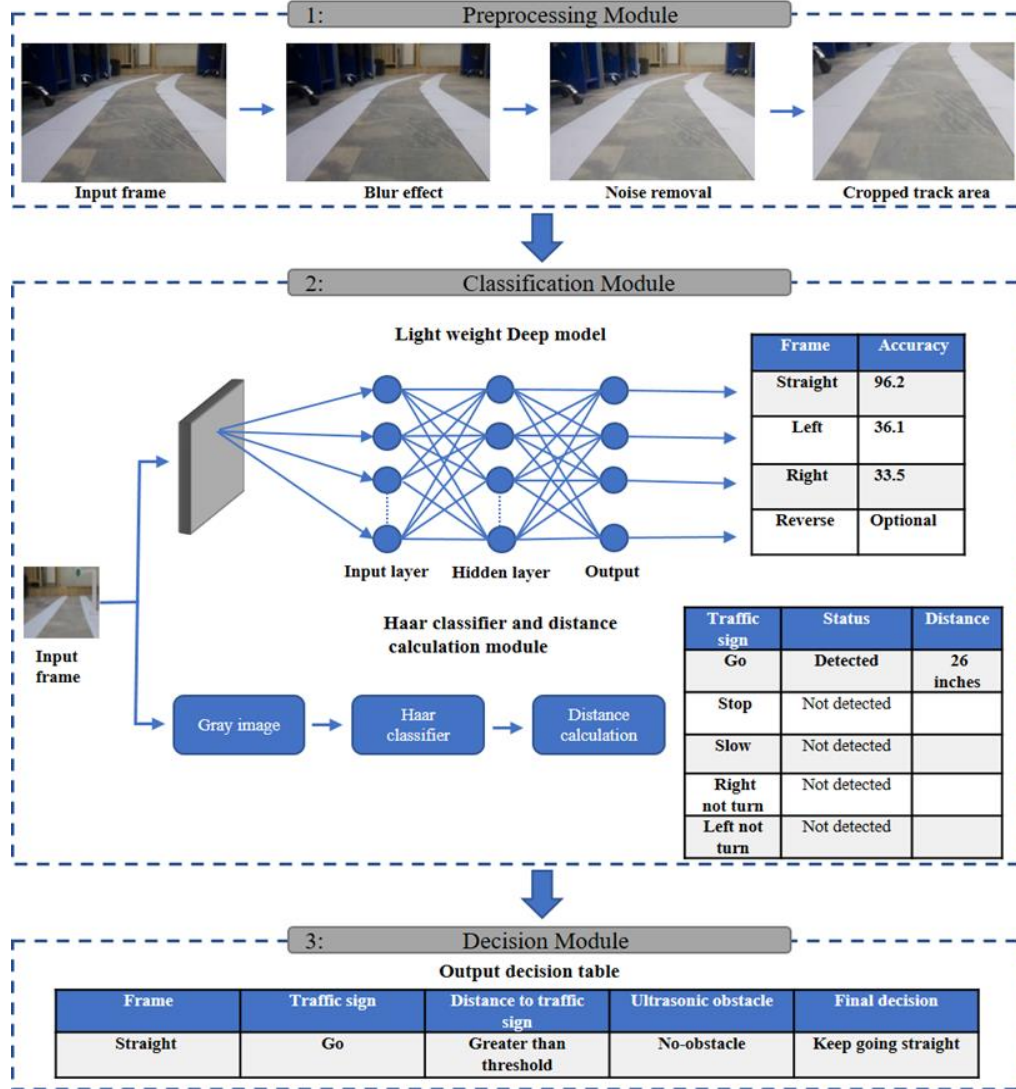 1: Preprocessing Module
Input frame
Blur effect
Noise removal
Cropped track area
2: Classification Module
Light weight Deep model
Frame Accuracy
Straight 96.2
Left 36.1
Right 33.5
Reverse Optional
Input layer
Hidden layer
Output
Input
frame
Haar classifier and distance
calculation module
Gray image
Haar
classifier
Distance
calculation
Traffic
sign
Status
Distance
Go
Detected
26
inches
Stop
Not detected
Slow
Not detected
Right
not turn
Not detected
Left not
turn
Not detected
3: Decision Module
Output decision table
Frame
Traffic sign
Distance to traffic
sign
Ultrasonic obstacle
Final decision
Straight
Go
Greater than
threshold
No-obstacle
Keep going straight